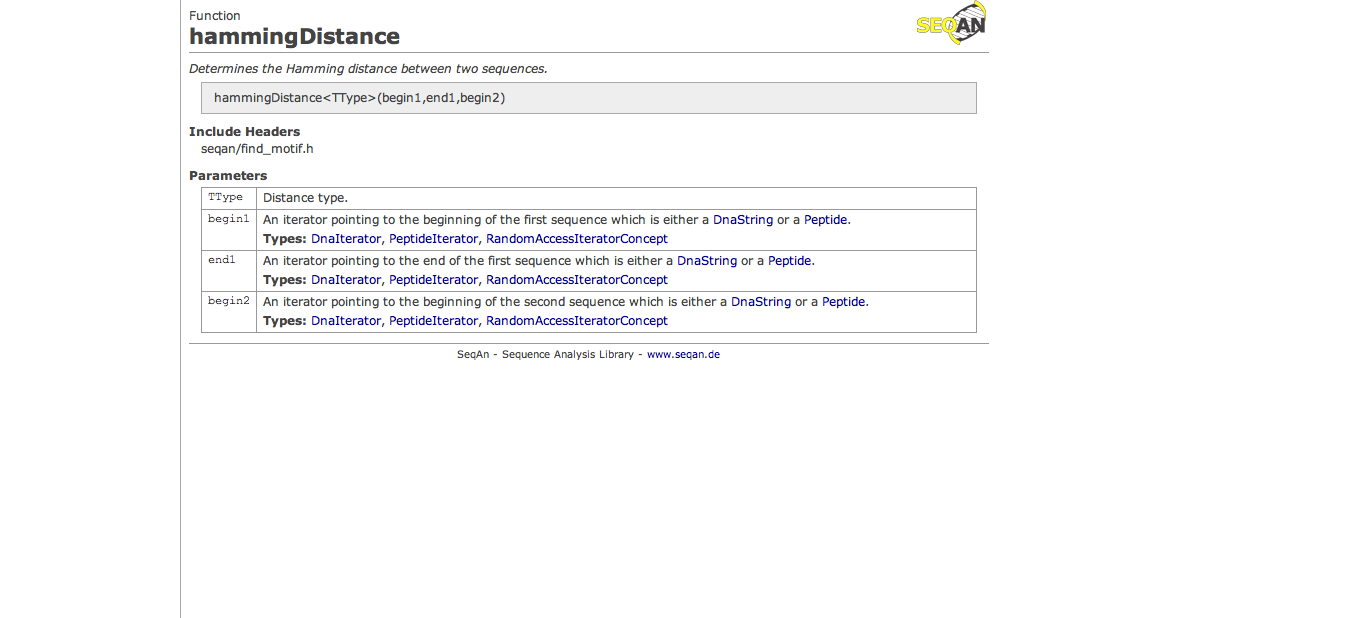 Function
SEQAN
hammingDistance
Determines the Hamming distance between two sequences.
hammingDistance<TType>(begin1,end1,begin2)
Include Headers
seqan/find_motif.h
Parameters
TType Distance type.
begin1 An iterator pointing to the beginning of the first sequence which is either a DnaString or a Peptide.
Types: DnaIterator, PeptideIterator, RandomAccessIteratorConcept
end1 An iterator pointing to the end of the first sequence which is either a DnaString or a Peptide.
Types: DnaIterator, PeptideIterator, RandomAccessIteratorConcept
begin2 An iterator pointing to the beginning of the second sequence which is either a DnaString or a Peptide.
Types: DnaIterator, PeptideIterator, RandomAccessIteratorConcept
SeqAn - Sequence Analysis Library - www.seqan.de